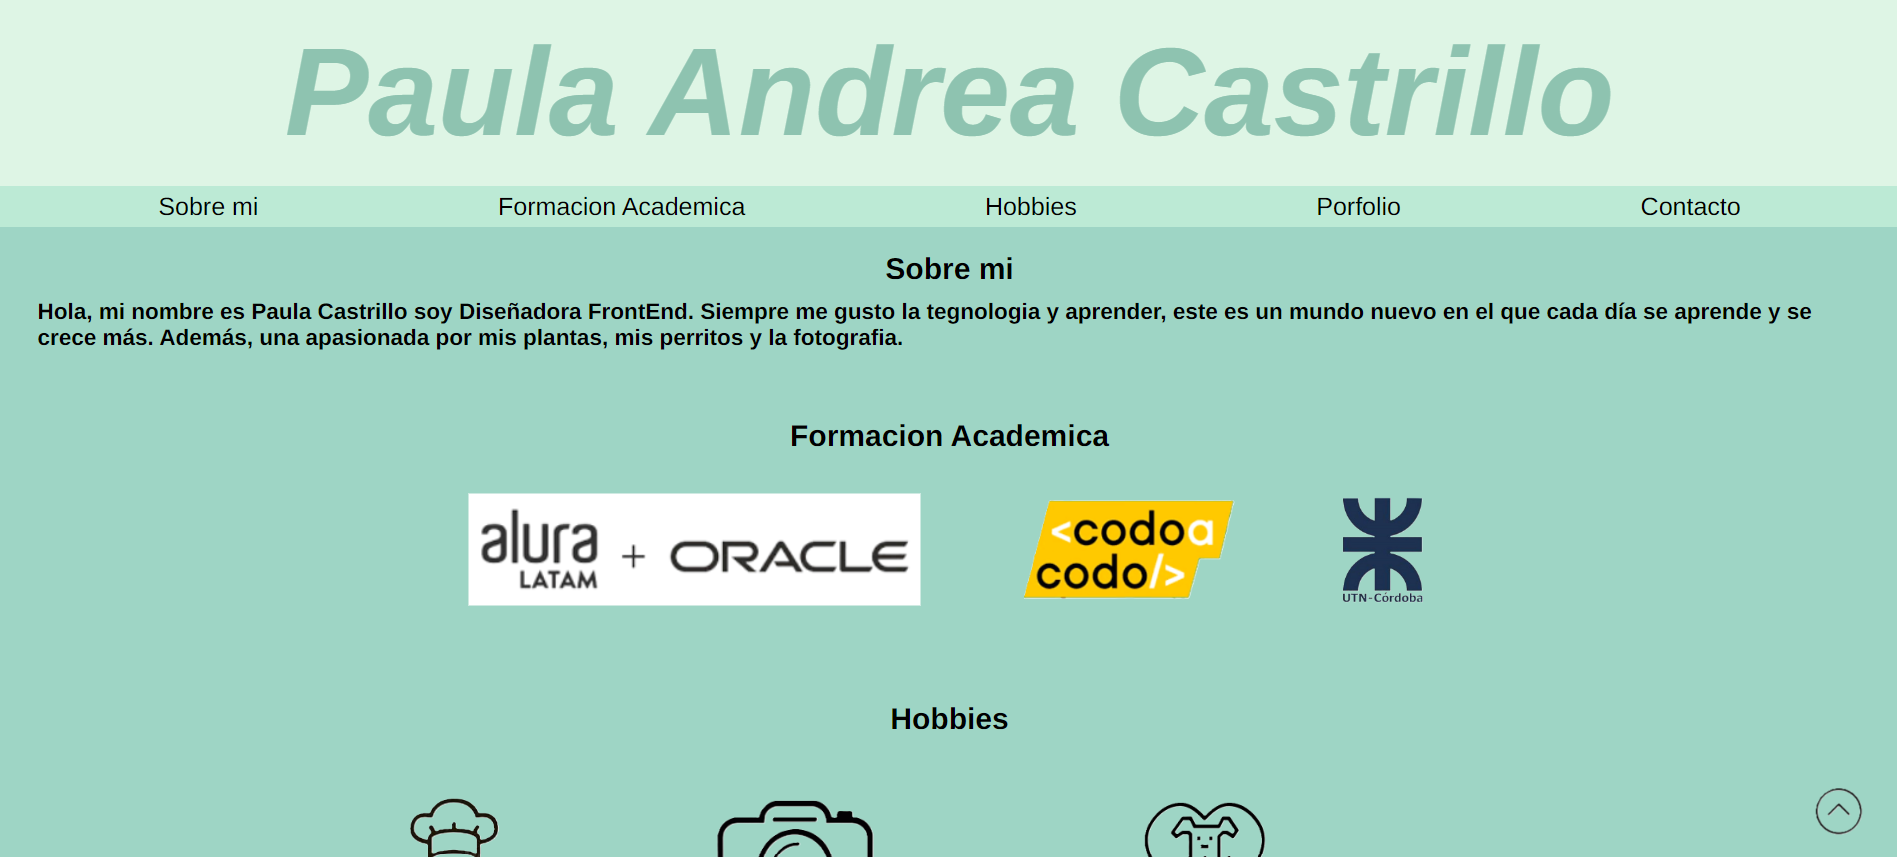 Paula Andrea Castrillo
Sobre mi
Formacion Academica
Hobbies
Porfolio
Contacto
Sobre mi
Hola, mi nombre es Paula Castrillo soy Diseñadora FrontEnd. Siempre me gusto la tegnologia y aprender, este es un mundo nuevo en el que cada día se aprende y se
crece más. Además, una apasionada por mis plantas, mis perritos y la fotografia.
Formacion Academica
alura
LATAM
+ ORACLE
<codoa
codo/>
UTN-Córdoba
Hobbies